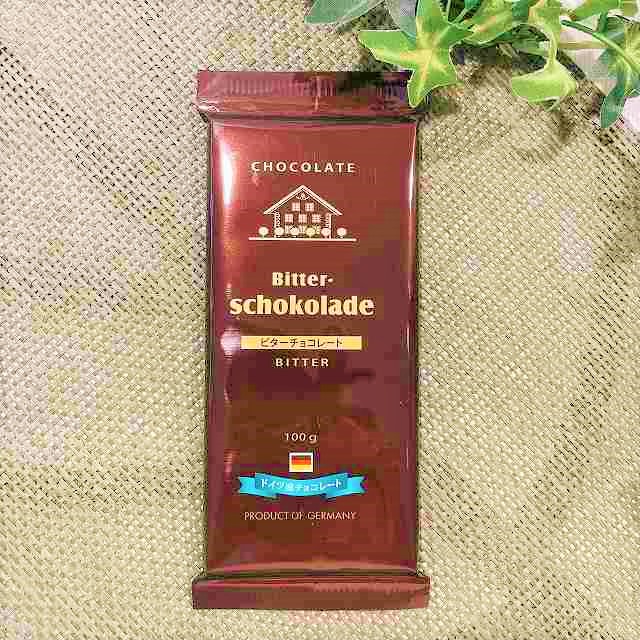 CHOCOLATE
Bitter-
schokolade
ビターチョコレート
BITTER
100g
ドイツ産チョコレート
PRODUCT OF GERMANY